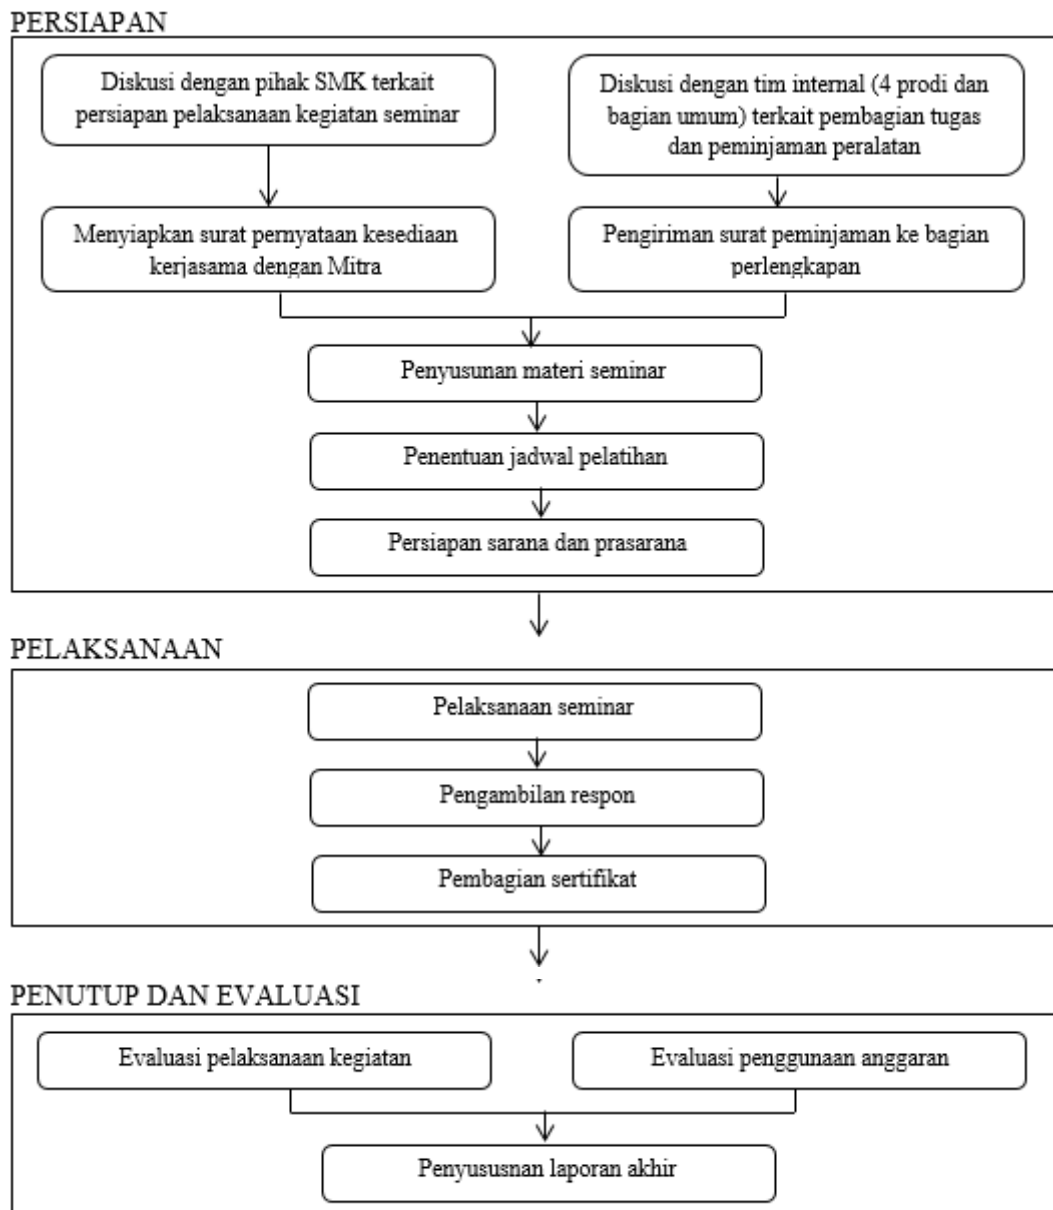 PERSIAPAN
Diskusi dengan pihak SMK terkait
persiapan pelaksanaan kegiatan seminar
Diskusi dengan tim internal (4 prodi dan
bagian umum) terkait pembagian tugas
dan peminjaman peralatan
Menyiapkan surat pernyataan kesediaan
kerjasama dengan Mitra
Pengiriman surat peminjaman ke bagian
perlengkapan
Penyusunan materi seminar
Penentuan jadwal pelatihan
Persiapan sarana dan prasarana
PELAKSANAAN
Pelaksanaan seminar
Pengambilan respon
Pembagian sertifikat
PENUTUP DAN EVALUASI
Evaluasi pelaksanaan kegiatan
Evaluasi penggunaan anggaran
Penyususnan laporan akhir